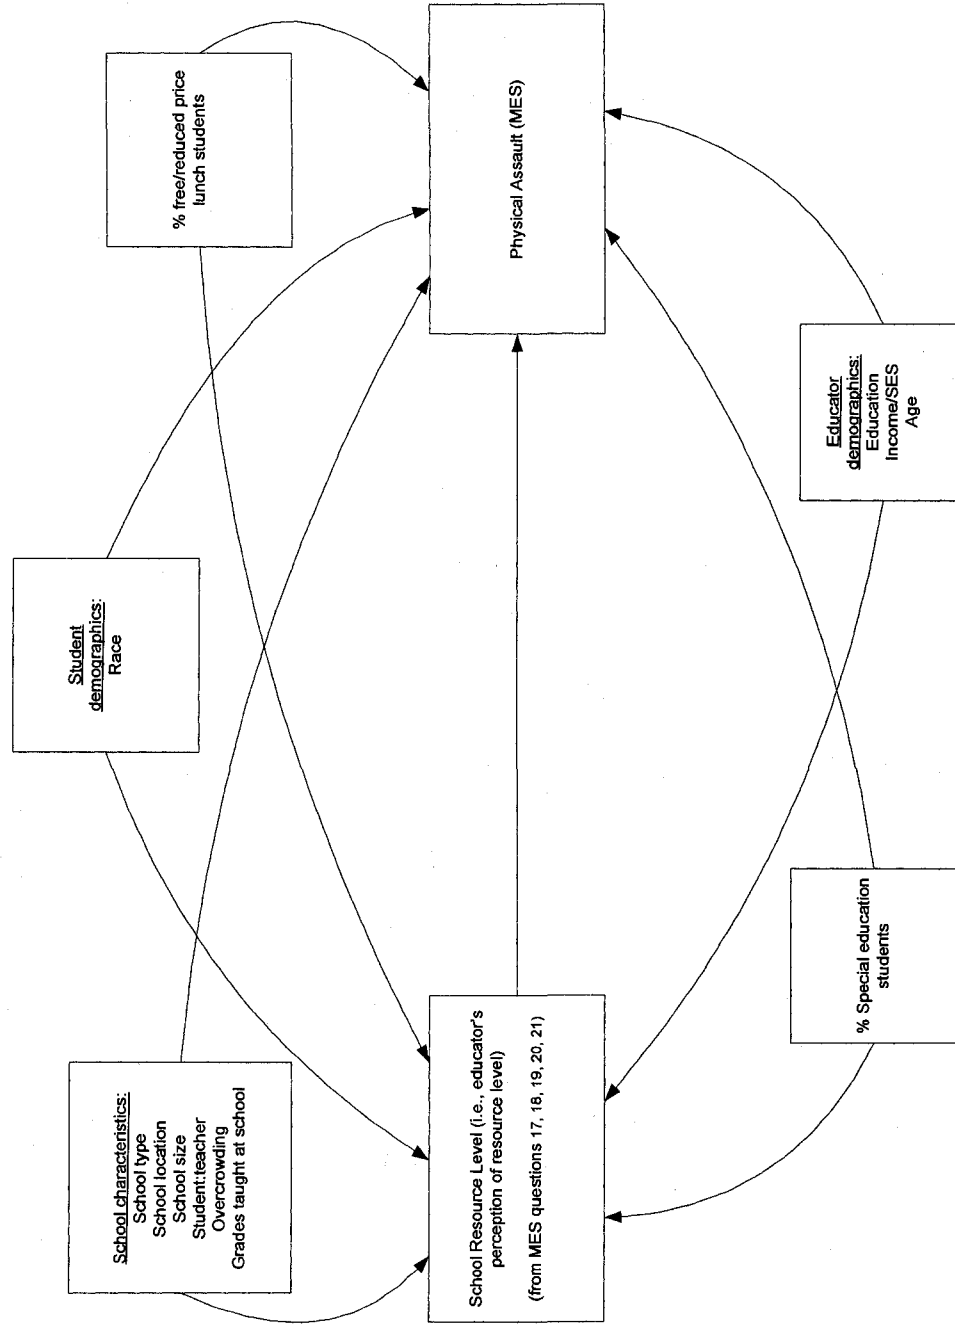 School characteristics:
School type
School location
School size
Student:teacher
Overcrowding
Grades taught at school
Student
demographics:
Race
% free/reduced price
lunch students
School Resource Level (i.e., educator's
perception of resource level)
(from MES questions 17, 18, 19, 20, 21)
Physical Assault (MES)
% Special education
students
Educator
demographics:
Education
Income/SES
Age